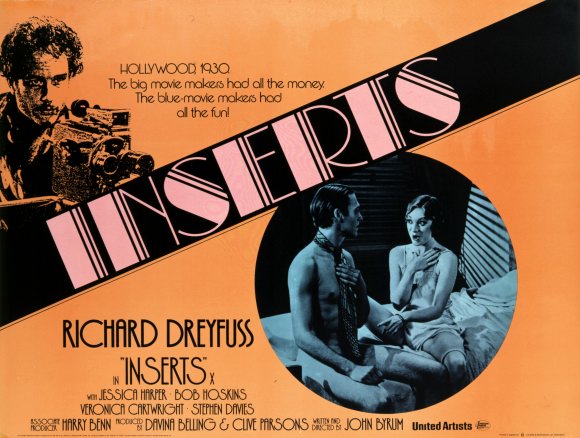 HOLLYWOOD, 1930.
The big movie makers had all the money.
The blue-movie makers had
all the fun!
INSERTS
RICHARD DREYFUSS
IN "INSERTS" X
WITH JESSICA HARPER · BOB HOSKINS
VERONICA CARTWRIGHT · STEPHEN DAVIES
ASSOCIATE PRODUCER HARRY BENN PRODUCED BY DAVINA BELLING & CLIVE PARSONS WRITTEN AND DIRECTED BY JOHN BYRUM United Artists